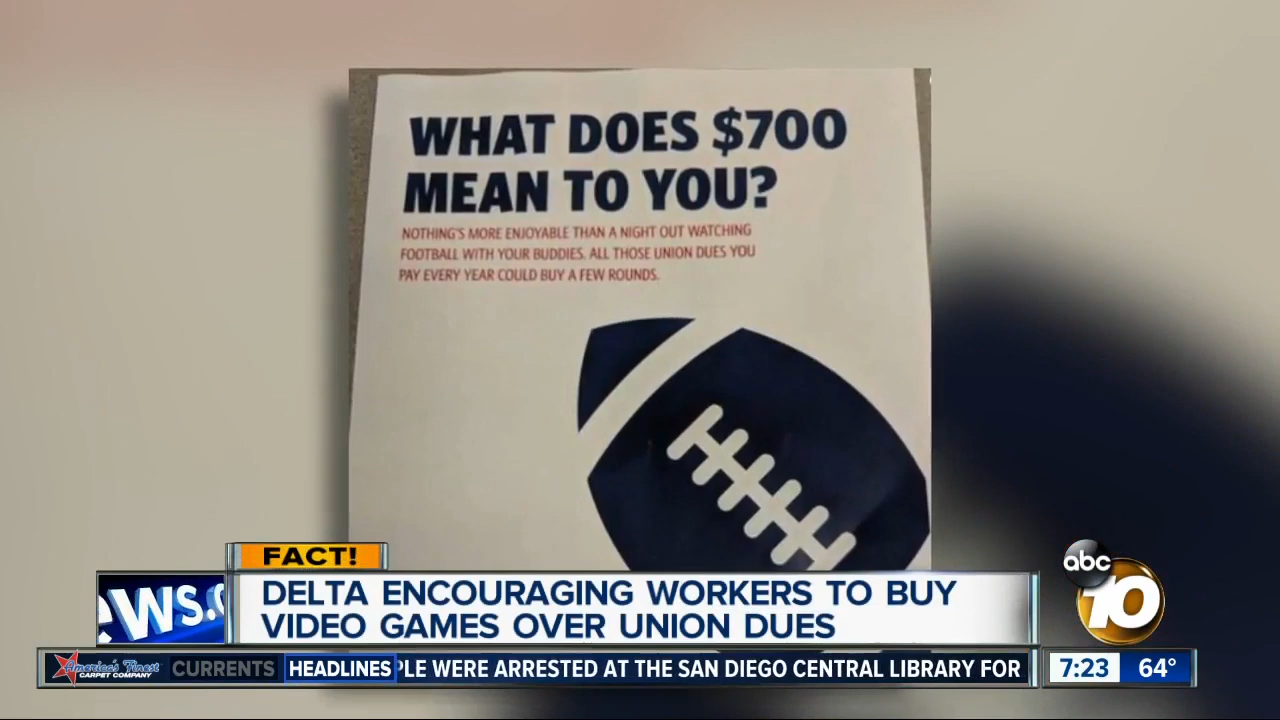 WHAT DOES $700
MEAN TO YOU?
NOTHING'S MORE ENJOYABLE THAN A NIGHT OUT WATCHING
FOOTBALL WITH YOUR BUDDIES. ALL THOSE UNION DUES YOU
PAY EVERY YEAR COULD BUY A FEW ROUNDS.
FACT!
DELTA ENCOURAGING WORKERS TO BUY
VIDEO GAMES OVER UNION DUES
eWS.c
abc
10
America's Finest
CARPET COMPANY
CURRENTS
HEADLINES
PLE WERE ARRESTED AT THE SAN DIEGO CENTRAL LIBRARY FOR
7:23
64°